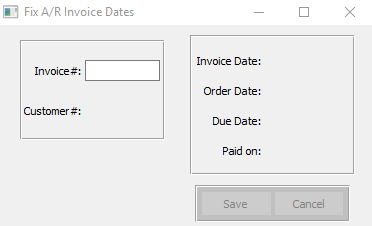 Fix A/R Invoice Dates
Invoice#:
Customer#:
Invoice Date:
Order Date:
Due Date:
Paid on:
Save
Cancel